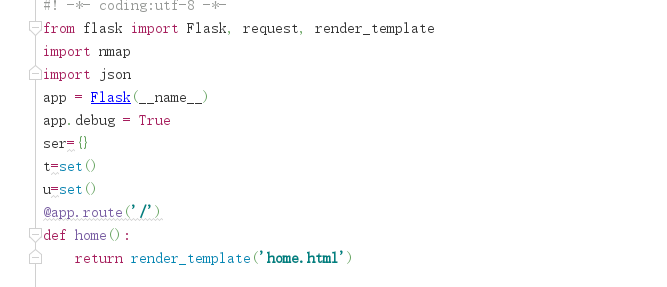 #! -*- coding:utf-8 -*-
from flask import Flask, request, render_template
import nmap
import json
app = Flask(__name__)
app.debug = True
ser={}
t=set()
u=set()
@app.route('/')
def home():
    return render_template('home.html')